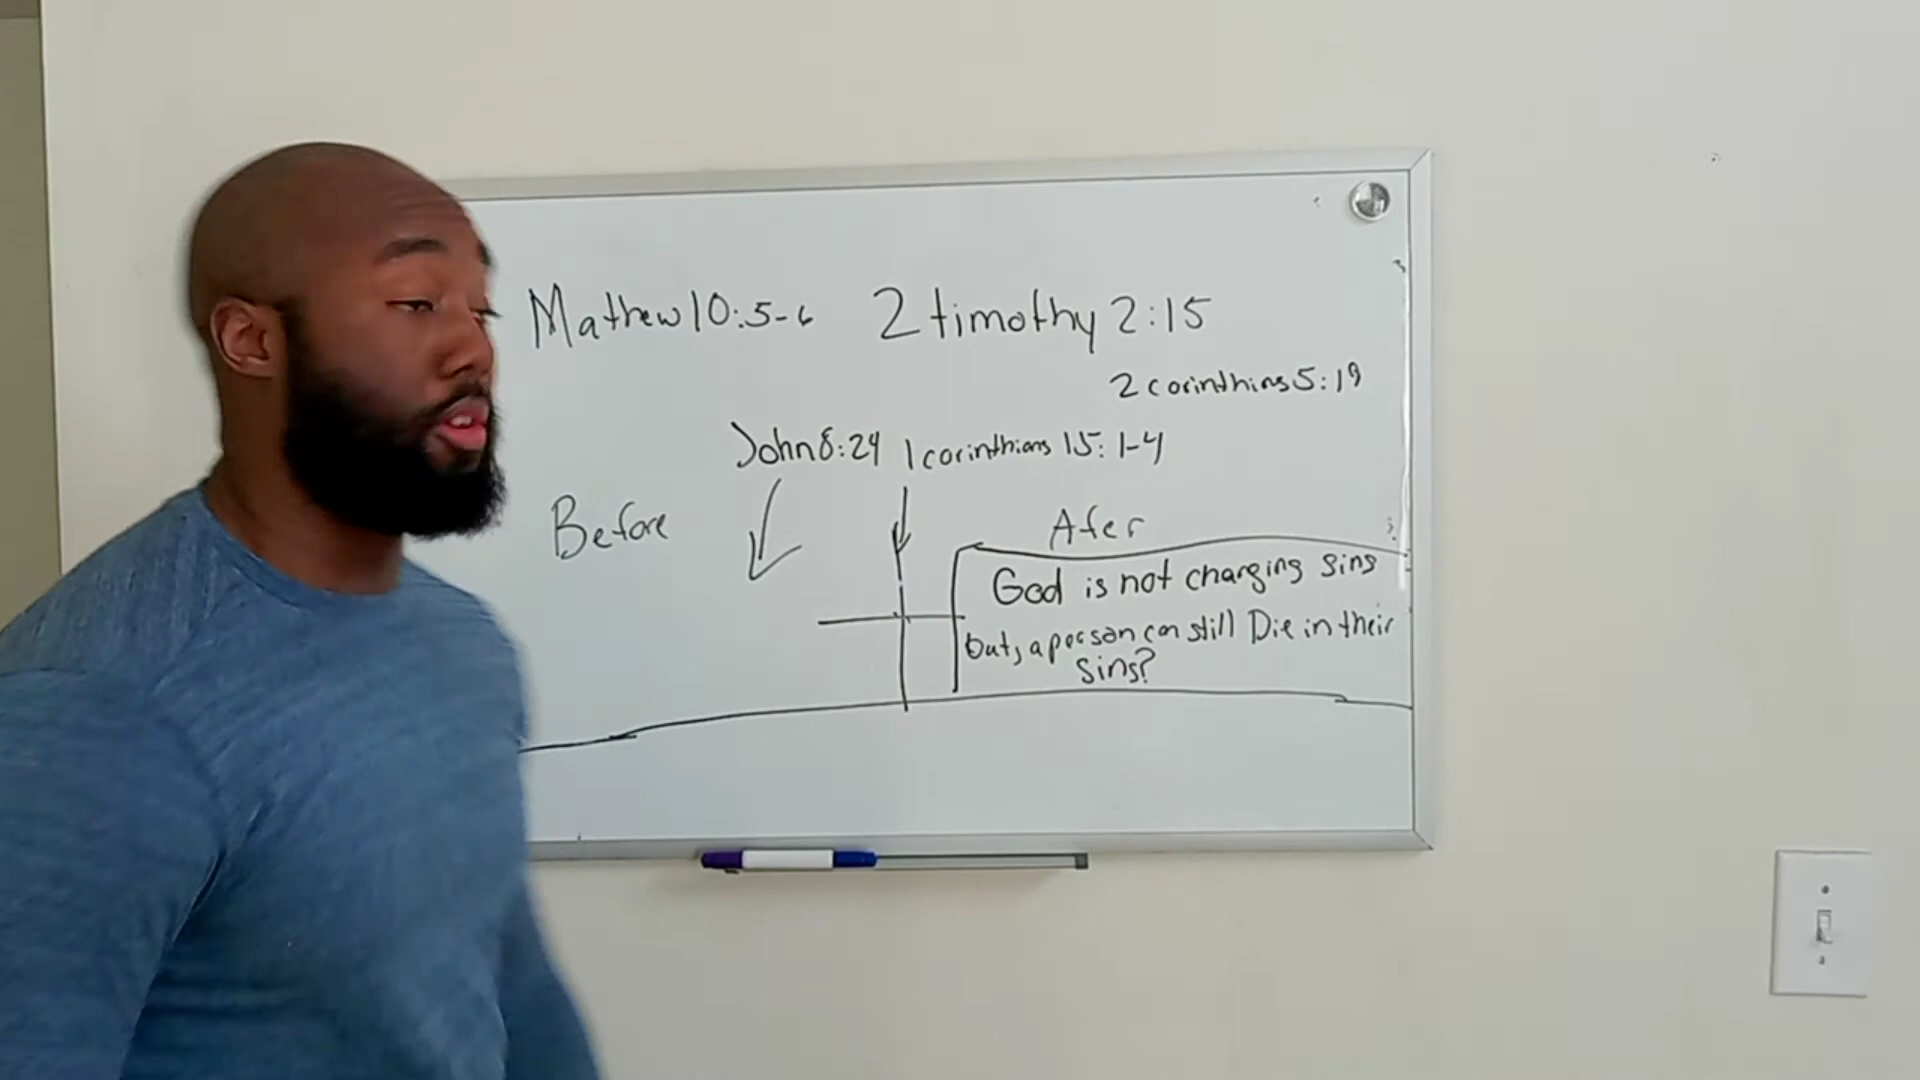 Mathew 10:5-6 2 timothy 2:15
2 corinthians 5:19
John 8:24 1 corinthians 15:1-4
Before
Afer
God is not charging sins
but, a person can still Die in their
sins?